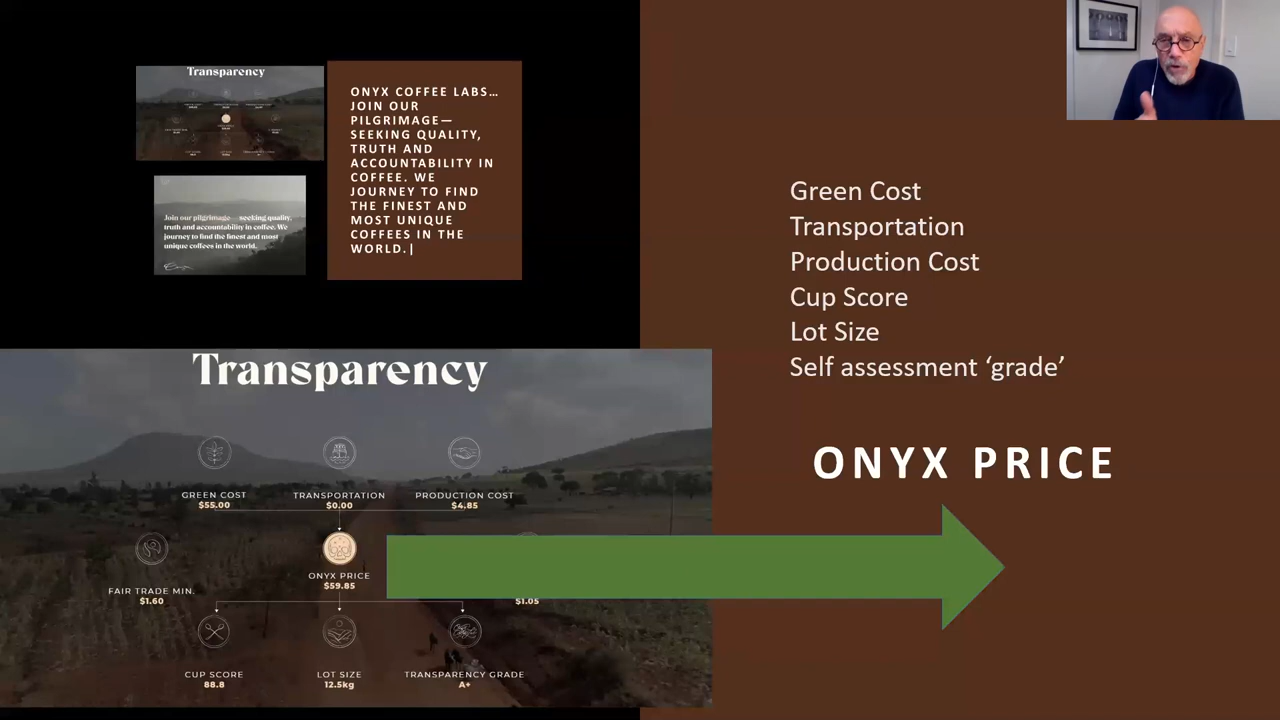 Transparency
Join our pilgrimage — seeking quality,
truth and accountability in coffee. We
journey to find the finest and most
unique coffees in the world.
ONYX COFFEE LABS…
JOIN OUR
PILGRIMAGE—
SEEKING QUALITY,
TRUTH AND
ACCOUNTABILITY IN
COFFEE. WE
JOURNEY TO FIND
THE FINEST AND
MOST UNIQUE
COFFEES IN THE
WORLD.|
Green Cost
Transportation
Production Cost
Cup Score
Lot Size
Self assessment ‘grade’
ONYX PRICE
Transparency
GREEN COST
$55.00
TRANSPORTATION
$0.00
PRODUCTION COST
$4.85
FAIR TRADE MIN.
$1.60
ONYX PRICE
$59.85
$1.05
CUP SCORE
88.8
LOT SIZE
12.5kg
TRANSPARENCY GRADE
A+